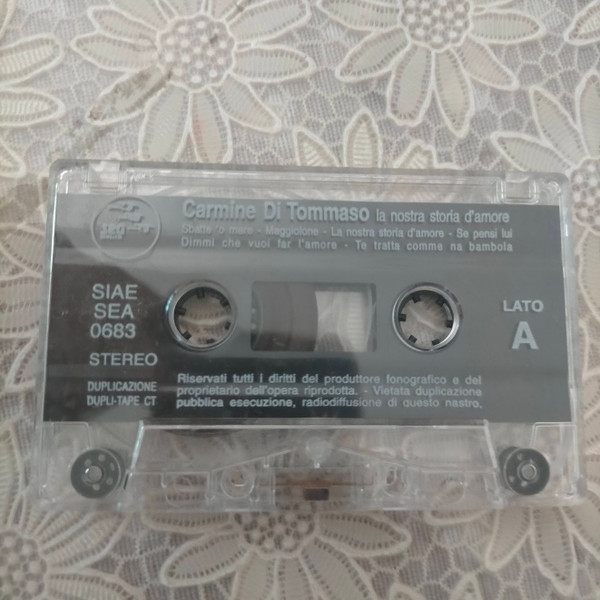 SEA
Carmine Di Tommaso la nostra storia d'amore
Sbatte 'o mare - Maggiolone - La nostra storia d'amore - Se pensi lui
Dimmi che vuoi far l'amore - Te tratta comme na bambola
SIAE
SEA
0683
STEREO
DUPLICAZIONE
DUPLI-TAPE CT
LATO
A
Riservati tutti i diritti del produttore fonografico e del
proprietario dell'opera riprodotta. - Vietata duplicazione
pubblica esecuzione, radiodiffusione di questo nastro.